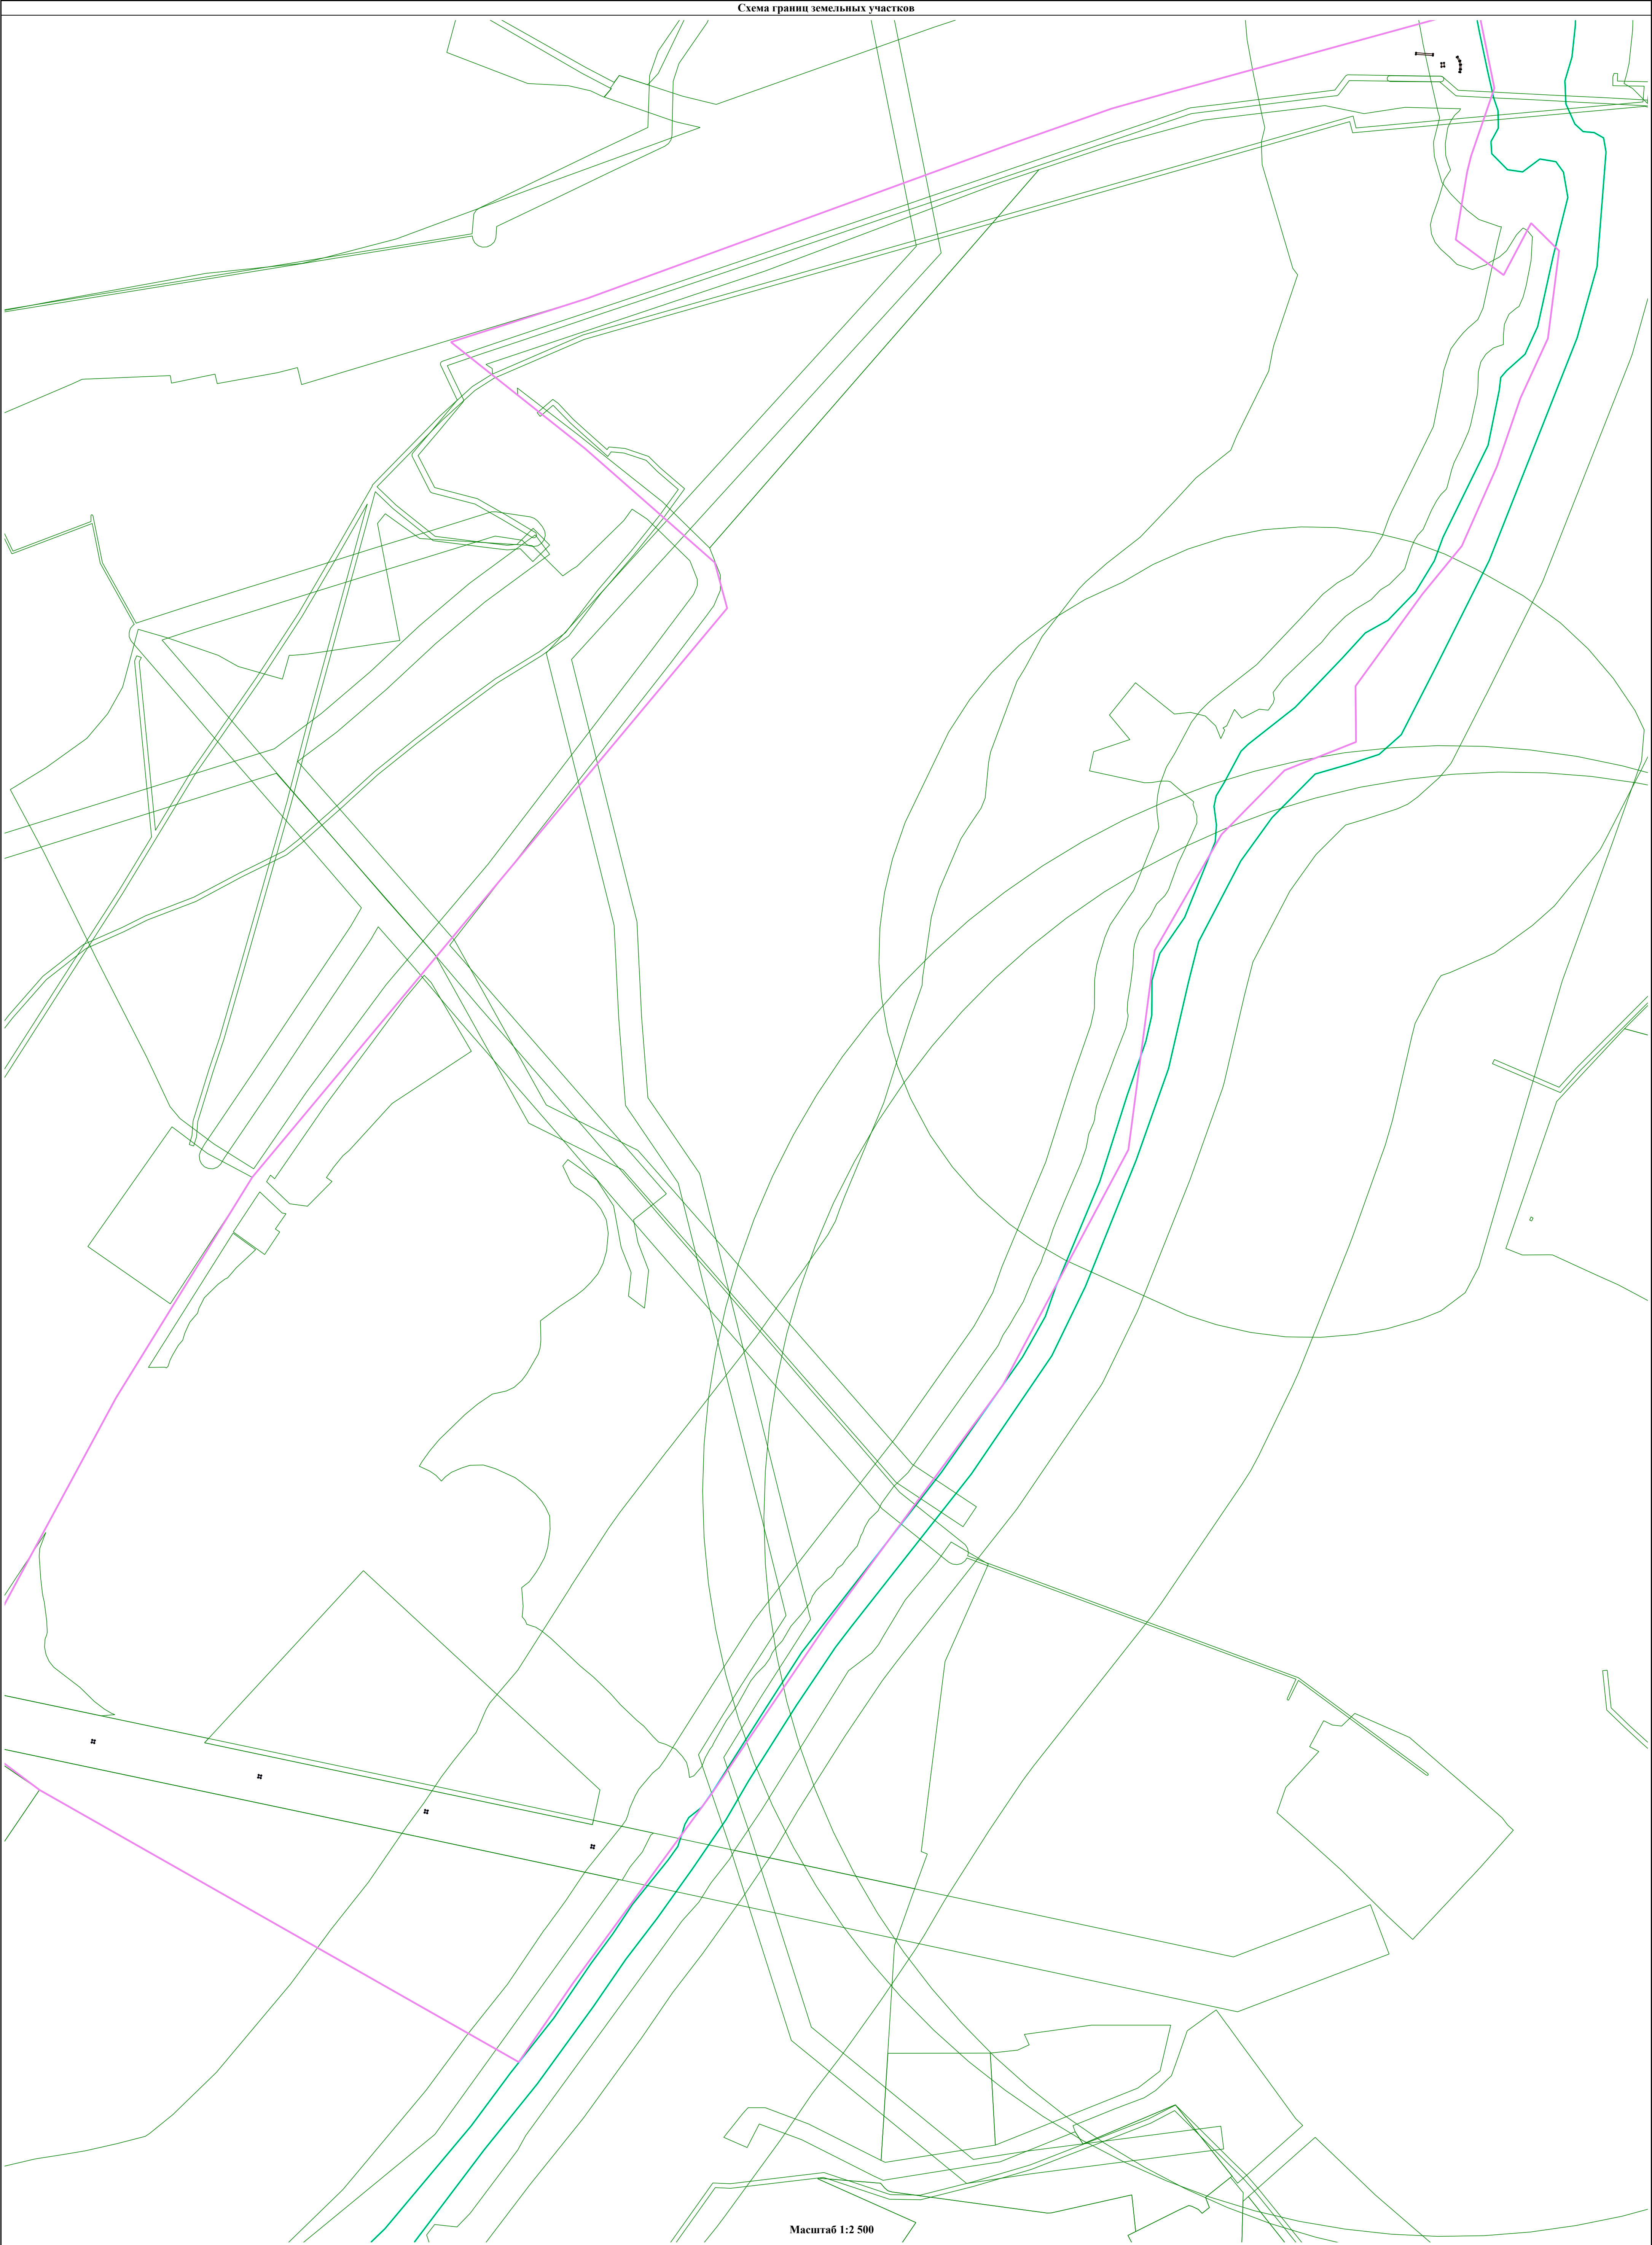 Схема границ земельных участков
Масштаб 1:2 500